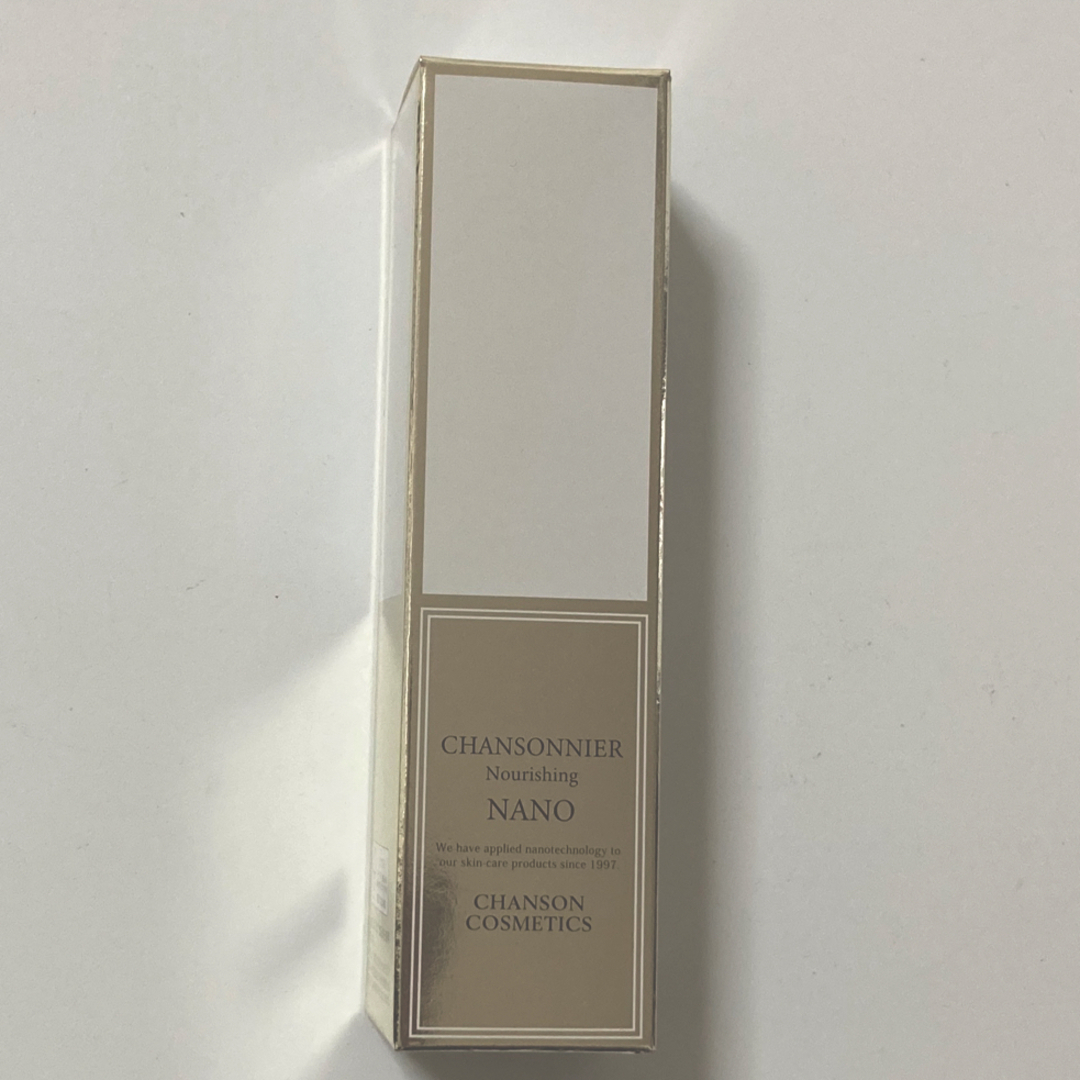 CHANSONNIER
Nourishing
NANO
We have applied nanotechnology to
our skin-care products since 1997.
CHANSON
COSMETICS